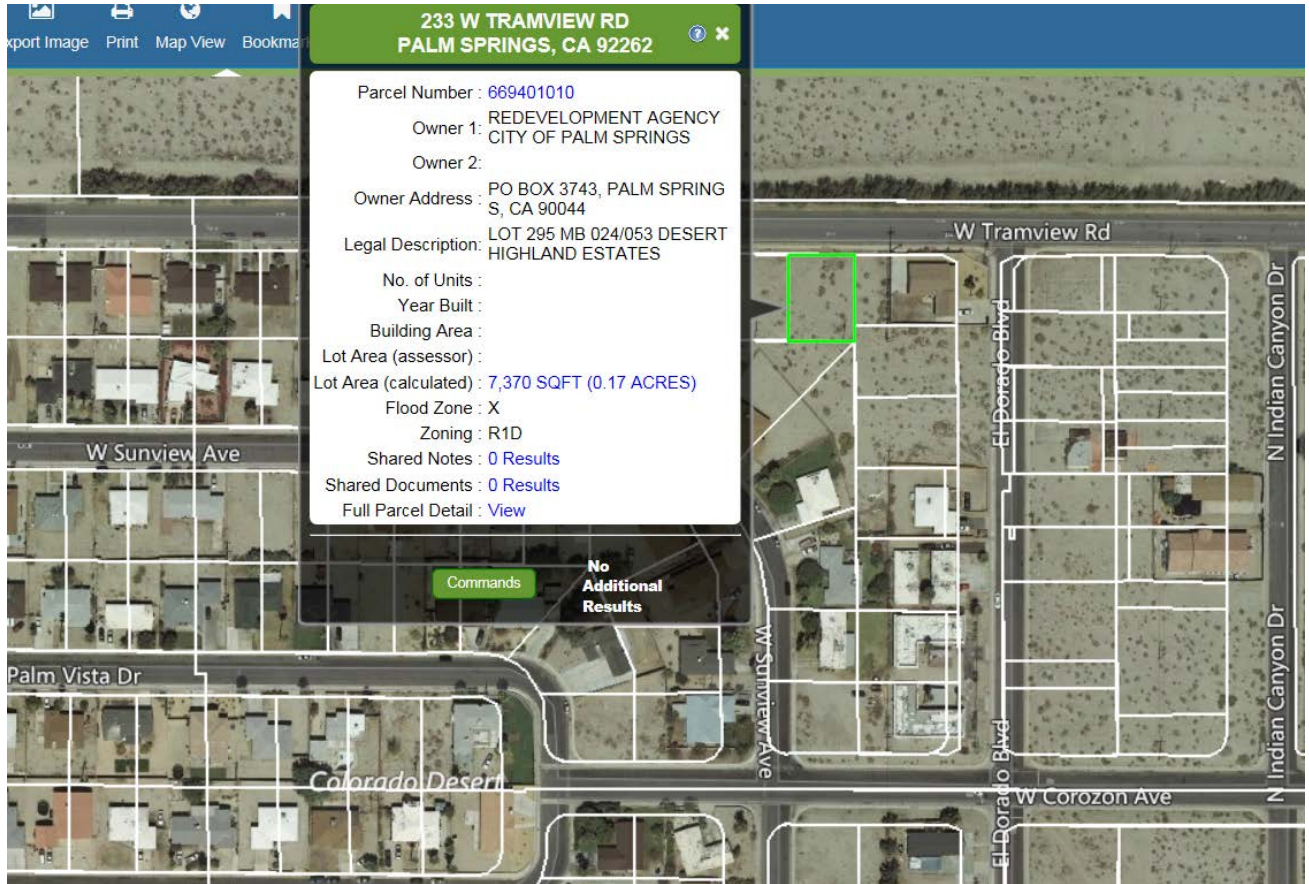 xport Image Print Map View Bookma
233 W TRAMVIEW RD
PALM SPRINGS, CA 92262
Parcel Number : 669401010
Owner 1: REDEVELOPMENT AGENCY
CITY OF PALM SPRINGS
Owner 2:
Owner Address : PO BOX 3743, PALM SPRING
S, CA 90044
Legal Description: LOT 295 MB 024/053 DESERT
HIGHLAND ESTATES
No. of Units :
Year Built :
Building Area :
Lot Area (assessor) :
Lot Area (calculated) : 7,370 SQFT (0.17 ACRES)
Flood Zone : X
Zoning : R1D
Shared Notes : 0 Results
Shared Documents : 0 Results
Full Parcel Detail : View
Commands
No
Additional
Results
W Tramview Rd
El Dorado Blvd
N Indian Canyon Dr
W Sunview Ave
Palm Vista Dr
W Sunview Ave
El Dorado Blvd
N Indian Canyon Dr
Colorado Desert
W Corozon Ave